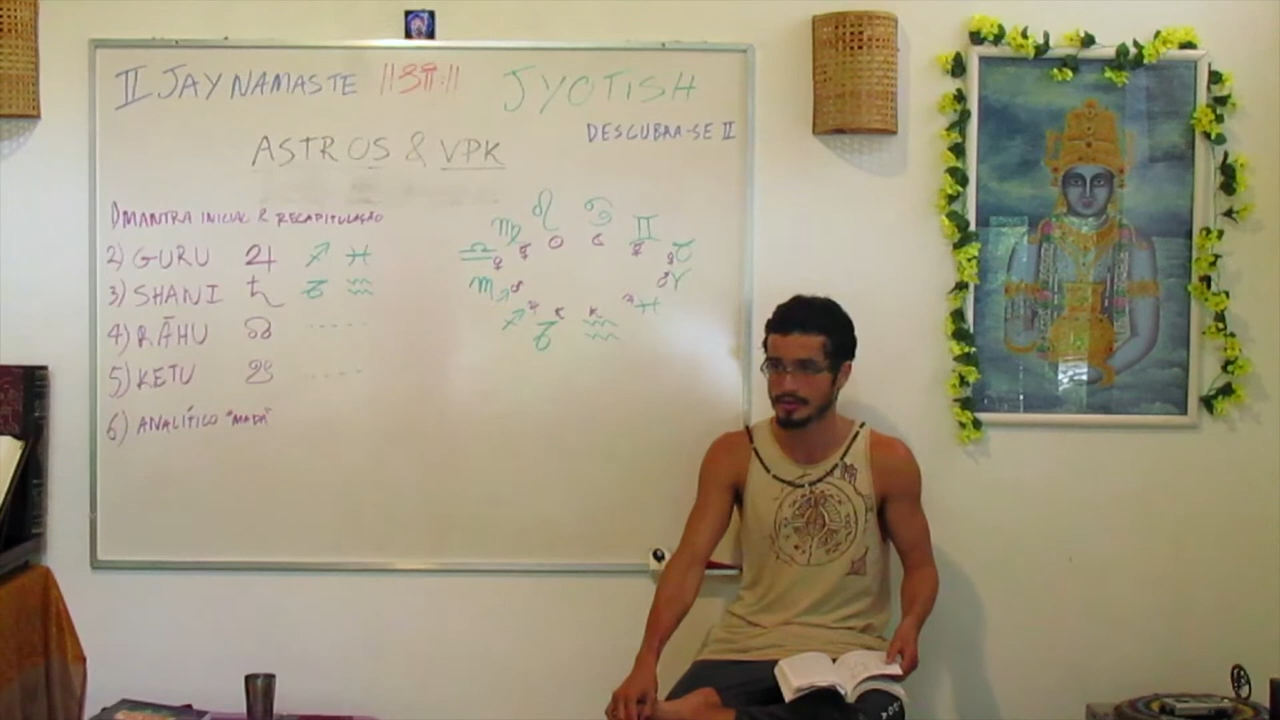 II JAY NAMASTE ||ॐ|| JYOTISH
DESCUBRA-SE II
ASTROS & VPK
1) MANTRA INICIAL & RECAPITULAÇÃO
2) GURU ♃ ♐ ♓
3) SHANI ♄ ♑ ♒
4) RĀHU ☊ -----
5) KETU ☋ ----
6) ANALÍTICO "MAPA"
♍ ♌ ♋ ♊
♎ ☿ ☉ ☾ ☿ ♉
♀ ♀
♏ ♂ ♂ ♈
♐ ♃ ♄ ♄ ♃ ♓
♑ ♒